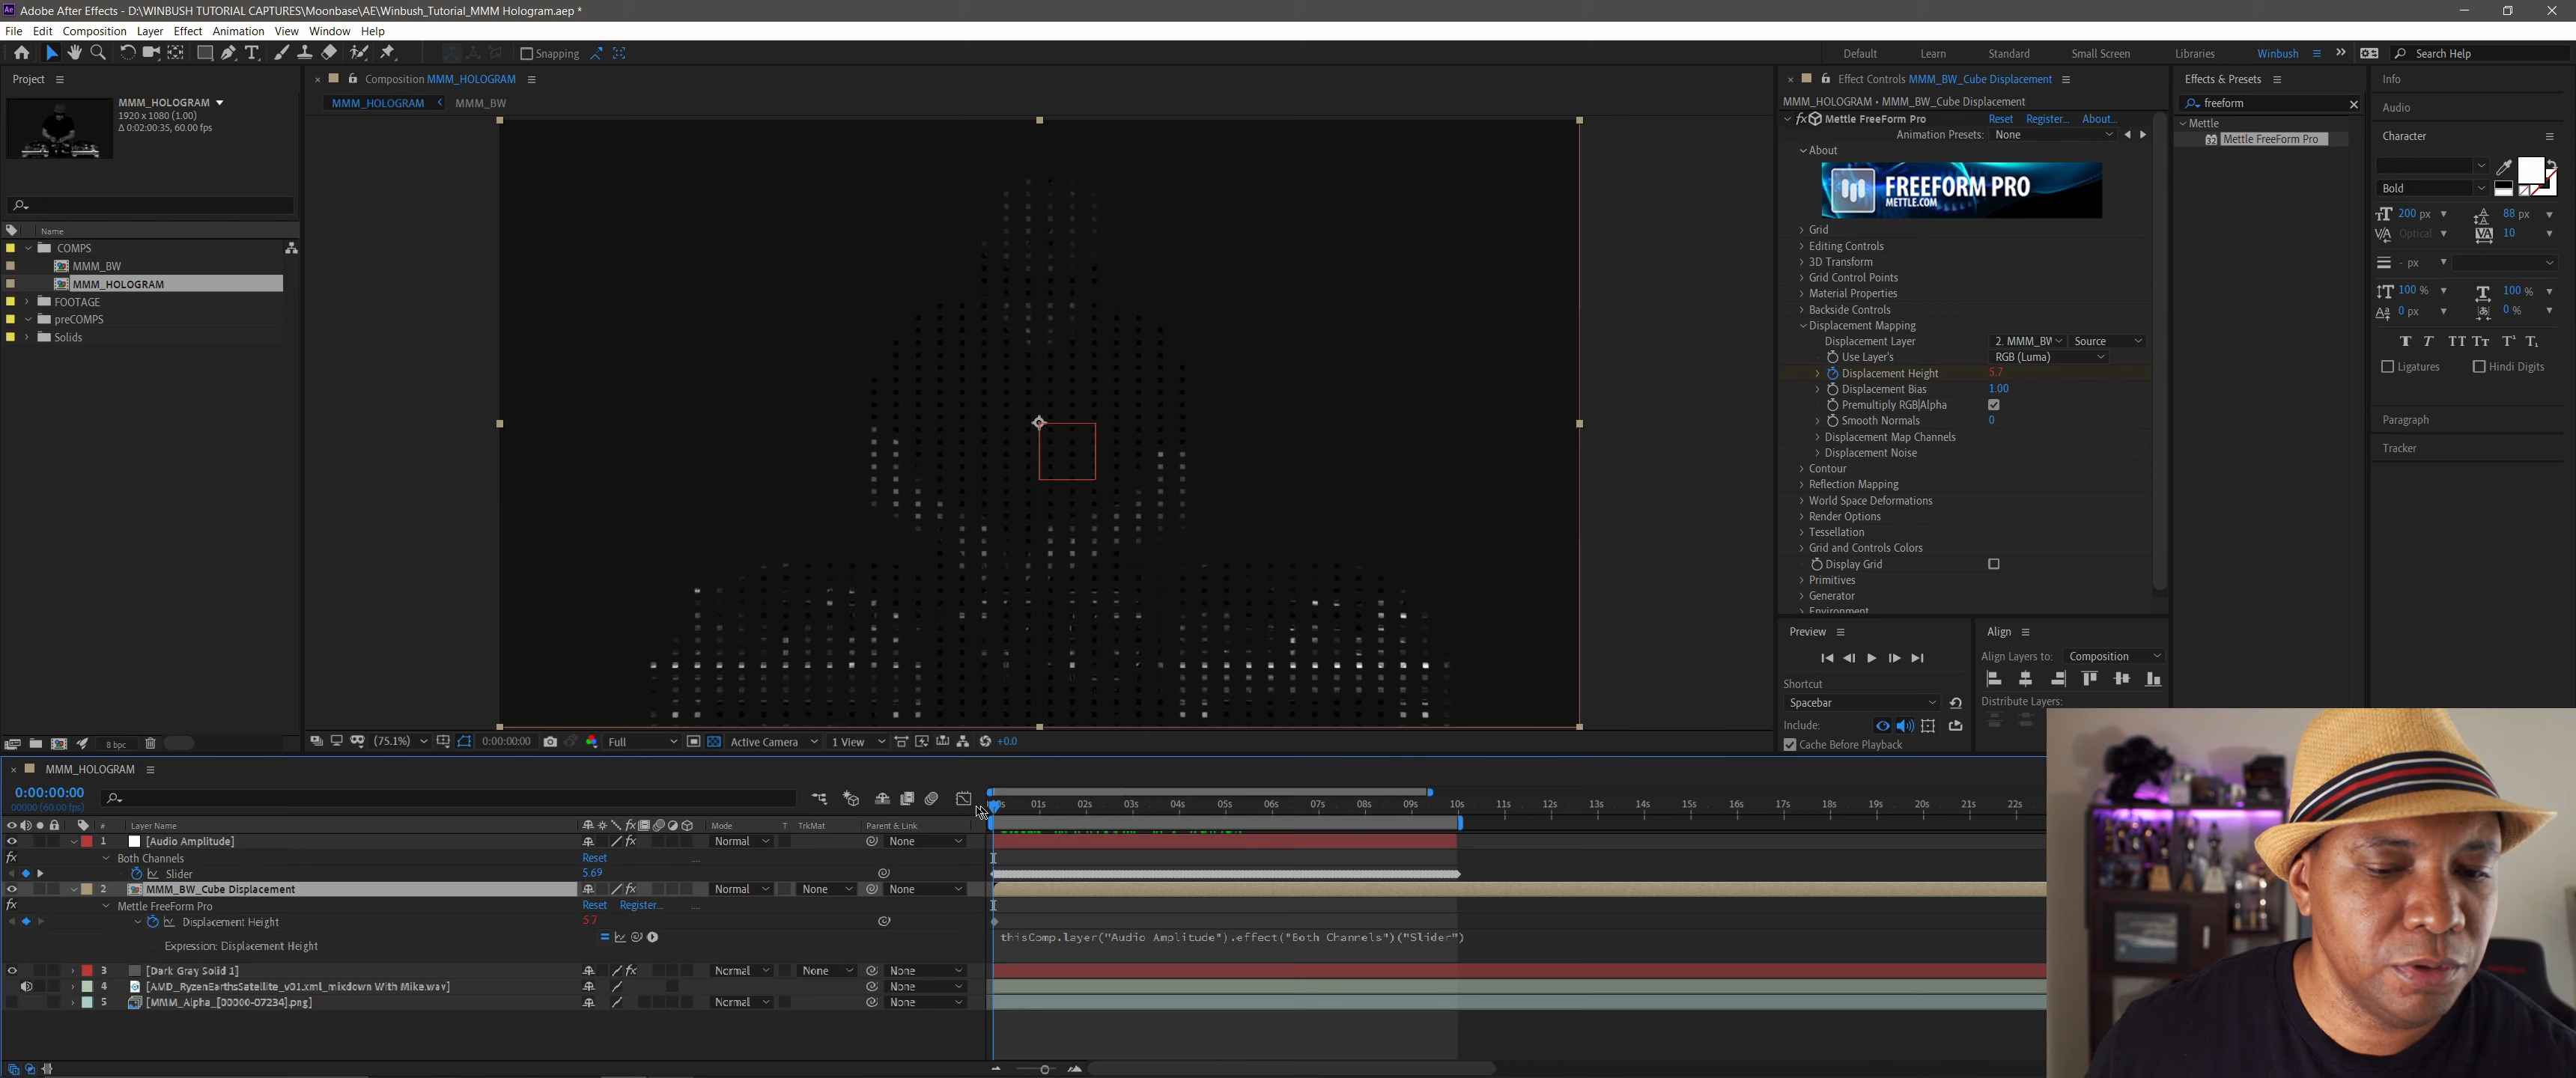 Adobe After Effects - D:\WINBUSH TUTORIAL CAPTURES\Moonbase\AE\Winbush_Tutorial_MMM Hologram.aep *
File Edit Composition Layer Effect Animation View Window Help
Snapping
Default Learn Standard Small Screen Libraries Winbush Search Help
Project
MMM_HOLOGRAM
1920 x 1080 (1.00)
Δ 0:02:00:35, 60.00 fps
Name
COMPS
MMM_BW
MMM_HOLOGRAM
FOOTAGE
preCOMPS
Solids
8 bpc
Composition MMM_HOLOGRAM
MMM_HOLOGRAM MMM_BW
(75.1%) 0:00:00:00 Full Active Camera 1 View +0.0
Effect Controls MMM_BW_Cube Displacement
MMM_HOLOGRAM • MMM_BW_Cube Displacement
fx Mettle FreeForm Pro Reset Register... About...
Animation Presets: None
About
FREEFORM PRO
METTLE.COM
Grid
Editing Controls
3D Transform
Grid Control Points
Material Properties
Backside Controls
Displacement Mapping
Displacement Layer 2. MMM_BW Source
Use Layer's RGB (Luma)
Displacement Height 5.7
Displacement Bias 1.00
Premultiply RGB|Alpha
Smooth Normals 0
Displacement Map Channels
Displacement Noise
Contour
Reflection Mapping
World Space Deformations
Render Options
Tessellation
Grid and Controls Colors
Display Grid
Primitives
Generator
Environment
Preview
Shortcut
Spacebar
Include:
Cache Before Playback
Align
Align Layers to: Composition
Distribute Layers:
Effects & Presets
freeform
Mettle
32 Mettle FreeForm Pro
Info
Audio
Character
Bold
200 px 88 px
Optical 10
- px
100 % 100 %
0 px 0 %
Ligatures Hindi Digits
Paragraph
Tracker
MMM_HOLOGRAM
0:00:00:00
00000 (60.00 fps)
01s 02s 03s 04s 05s 06s 07s 08s 09s 10s 11s 12s 13s 14s 15s 16s 17s 18s 19s 20s 21s 22s
# Layer Name Mode T TrkMat Parent & Link
1 [Audio Amplitude] Normal None
Both Channels Reset
Slider 5.69
2 MMM_BW_Cube Displacement Normal None None
Mettle FreeForm Pro Reset Register...
Displacement Height 5.7
Expression: Displacement Height thisComp.layer("Audio Amplitude").effect("Both Channels")("Slider")
3 [Dark Gray Solid 1] Normal None None
4 [AMD_RyzenEarthsSatellite_v01.xml_mixdown With Mike.wav] None
5 [MMM_Alpha_[00000-07234].png] Normal None